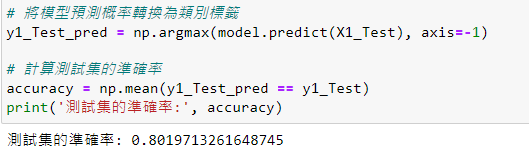 # 將模型預測概率轉換為類別標籤
y1_Test_pred = np.argmax(model.predict(X1_Test), axis=-1)
# 計算測試集的準確率
accuracy = np.mean(y1_Test_pred == y1_Test)
print('測試集的準確率:', accuracy)
測試集的準確率: 0.8019713261648745